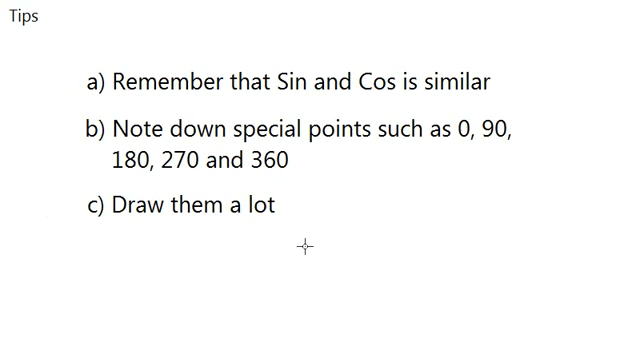 Tips
a) Remember that Sin and Cos is similar
b) Note down special points such as 0, 90,
180, 270 and 360
c) Draw them a lot